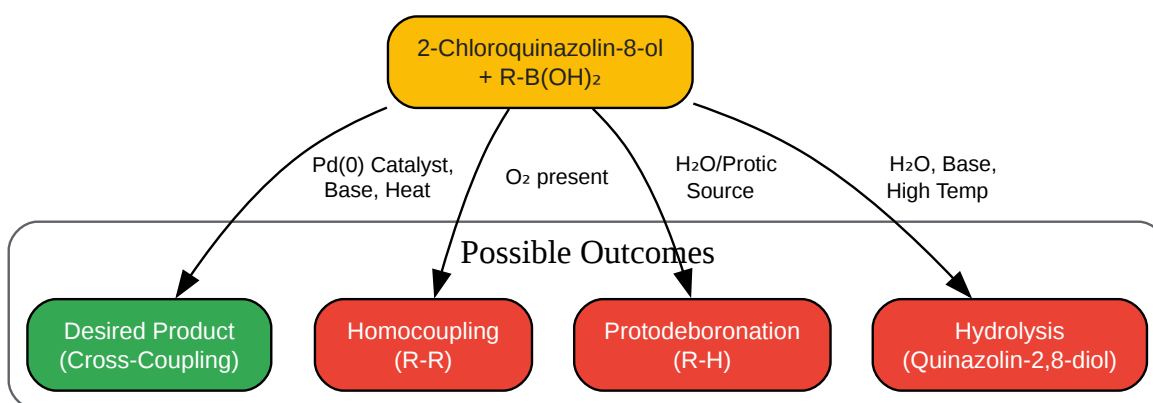 2-Chloroquinazolin-8-ol
+ R-B(OH)₂
Pd(0) Catalyst,
Base, Heat
O₂ present
H₂O/Protic
Source
H₂O, Base,
High Temp
Possible Outcomes
Desired Product
(Cross-Coupling)
Homocoupling
(R-R)
Protodeboronation
(R-H)
Hydrolysis
(Quinazolin-2,8-diol)